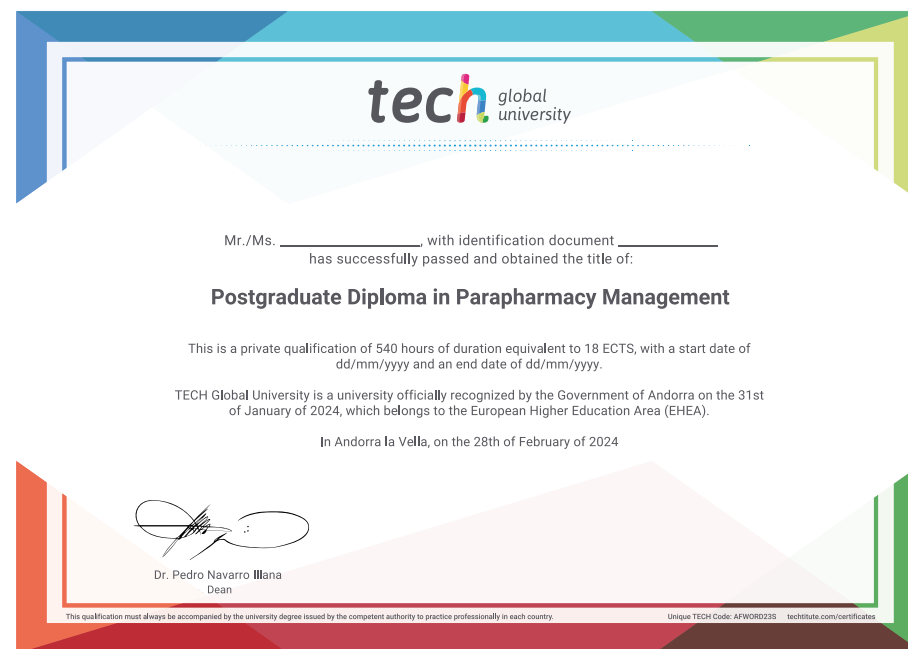 tech global
university
Mr./Ms. ____________________, with identification document ______________
has successfully passed and obtained the title of:
Postgraduate Diploma in Parapharmacy Management
This is a private qualification of 540 hours of duration equivalent to 18 ECTS, with a start date of
dd/mm/yyyy and an end date of dd/mm/yyyy.
TECH Global University is a university officially recognized by the Government of Andorra on the 31st
of January of 2024, which belongs to the European Higher Education Area (EHEA).
In Andorra la Vella, on the 28th of February of 2024
Dr. Pedro Navarro Illana
Dean
This qualification must always be accompanied by the university degree issued by the competent authority to practice professionally in each country.
Unique TECH Code: AFWORD23S techtitute.com/certificates